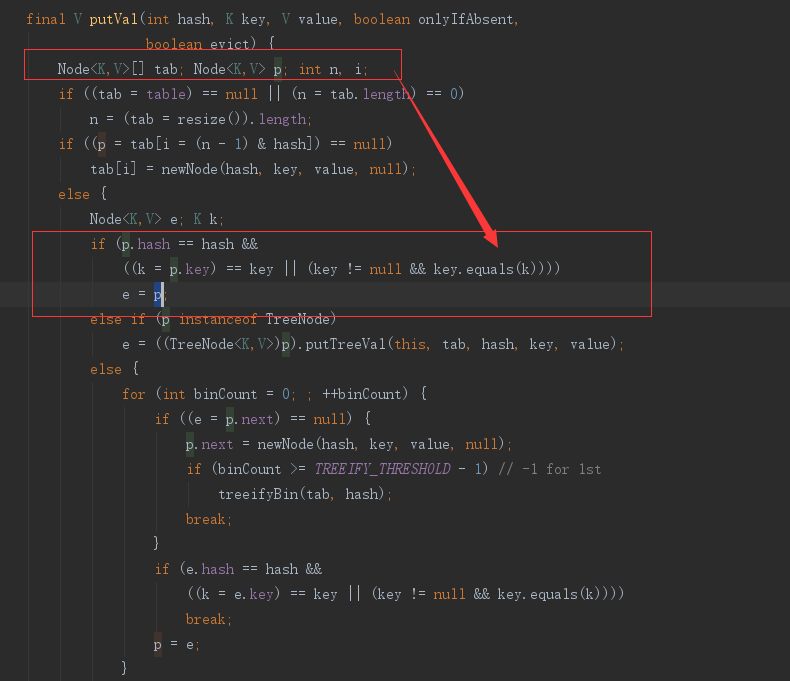 final V putVal(int hash, K key, V value, boolean onlyIfAbsent,
boolean evict) {
Node<K,V>[] tab; Node<K,V> p; int n, i;
if ((tab = table) == null || (n = tab.length) == 0)
n = (tab = resize()).length;
if ((p = tab[i = (n - 1) & hash]) == null)
tab[i] = newNode(hash, key, value, null);
else {
Node<K,V> e; K k;
if (p.hash == hash &&
((k = p.key) == key || (key != null && key.equals(k))))
e = p;
else if (p instanceof TreeNode)
e = ((TreeNode<K,V>)p).putTreeVal(this, tab, hash, key, value);
else {
for (int binCount = 0; ; ++binCount) {
if ((e = p.next) == null) {
p.next = newNode(hash, key, value, null);
if (binCount >= TREEIFY_THRESHOLD - 1) // -1 for 1st
treeifyBin(tab, hash);
break;
}
if (e.hash == hash &&
((k = e.key) == key || (key != null && key.equals(k))))
break;
p = e;
}